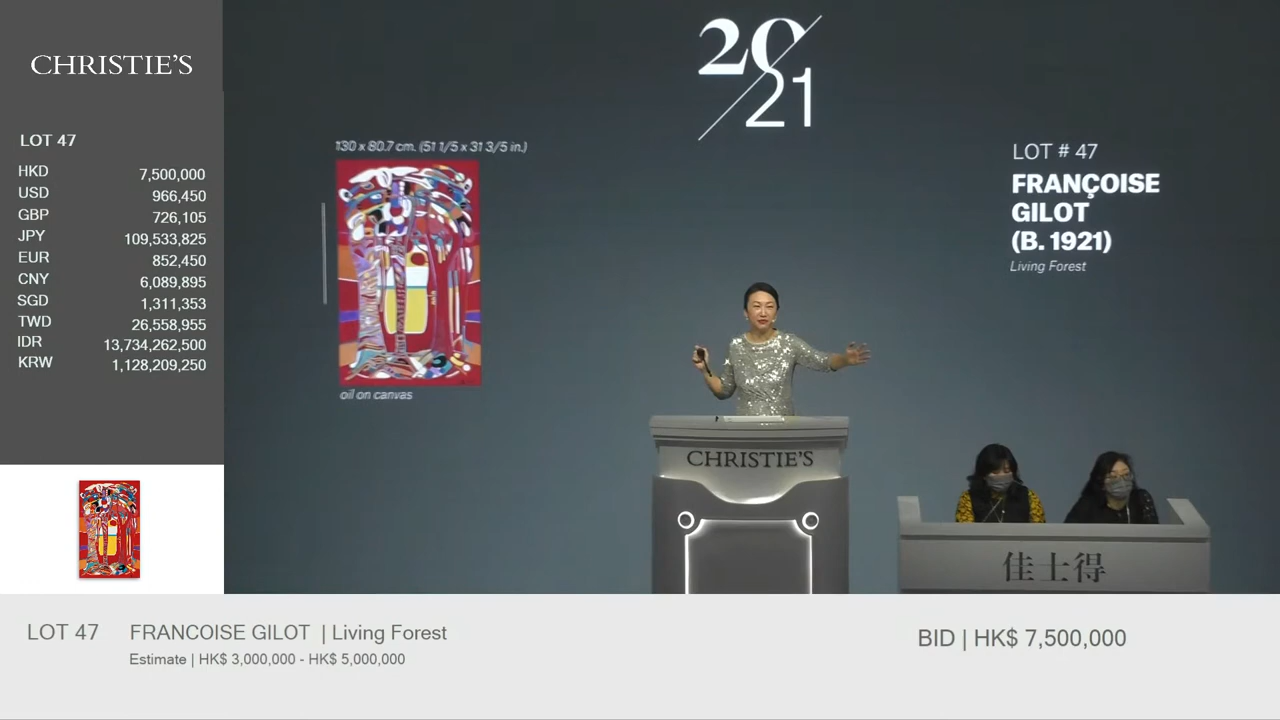 CHRISTIE'S
LOT 47
HKD 7,500,000
USD 966,450
GBP 726,105
JPY 109,533,825
EUR 852,450
CNY 6,089,895
SGD 1,311,353
TWD 26,558,955
IDR 13,734,262,500
KRW 1,128,209,250
20/21
130 x 80.7 cm. (51 1/5 x 31 3/5 in.)
oil on canvas
LOT # 47
FRANÇOISE
GILOT
(B. 1921)
Living Forest
CHRISTIE'S
佳士得
LOT 47 FRANCOISE GILOT | Living Forest
Estimate | HK$ 3,000,000 - HK$ 5,000,000
BID | HK$ 7,500,000